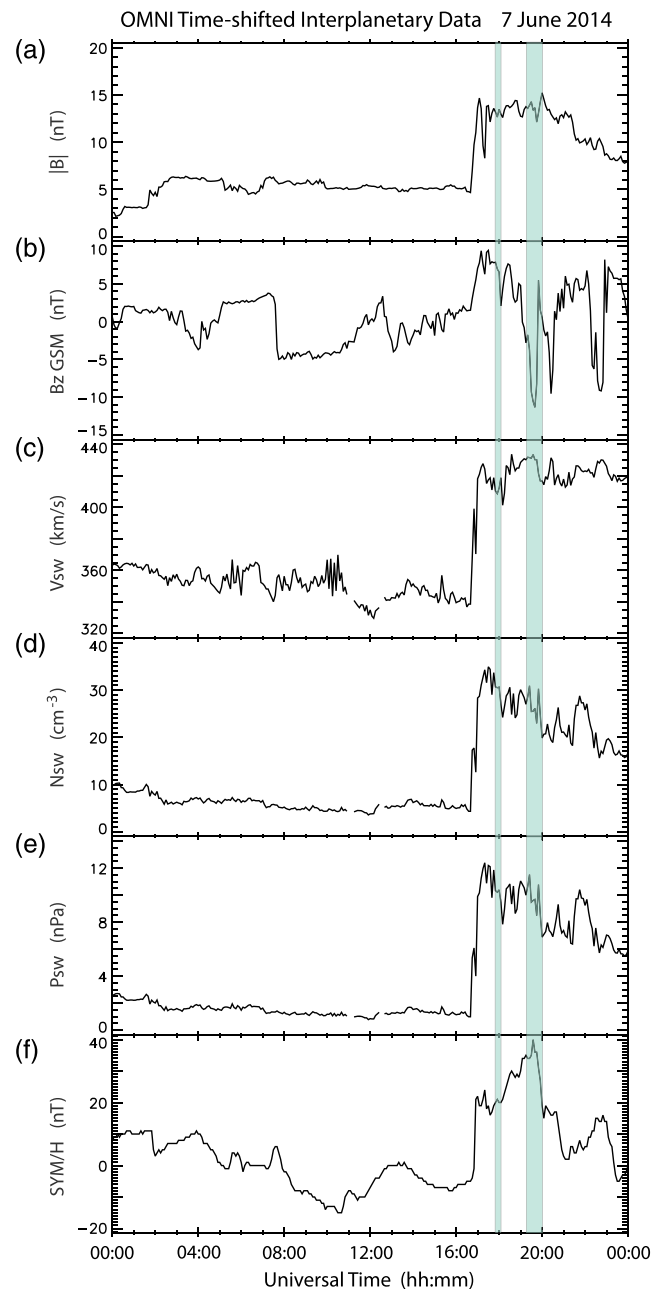 OMNI Time-shifted Interplanetary Data 7 June 2014
(a)
20
15
10
5
0
|B| (nT)
(b)
10
5
0
−5
−10
−15
Bz GSM (nT)
(c)
440
400
360
320
Vsw (km/s)
(d)
40
30
20
10
0
Nsw (cm⁻³)
(e)
12
8
4
0
Psw (nPa)
(f)
40
20
0
−20
SYM/H (nT)
00:00 04:00 08:00 12:00 16:00 20:00 00:00
Universal Time (hh:mm)